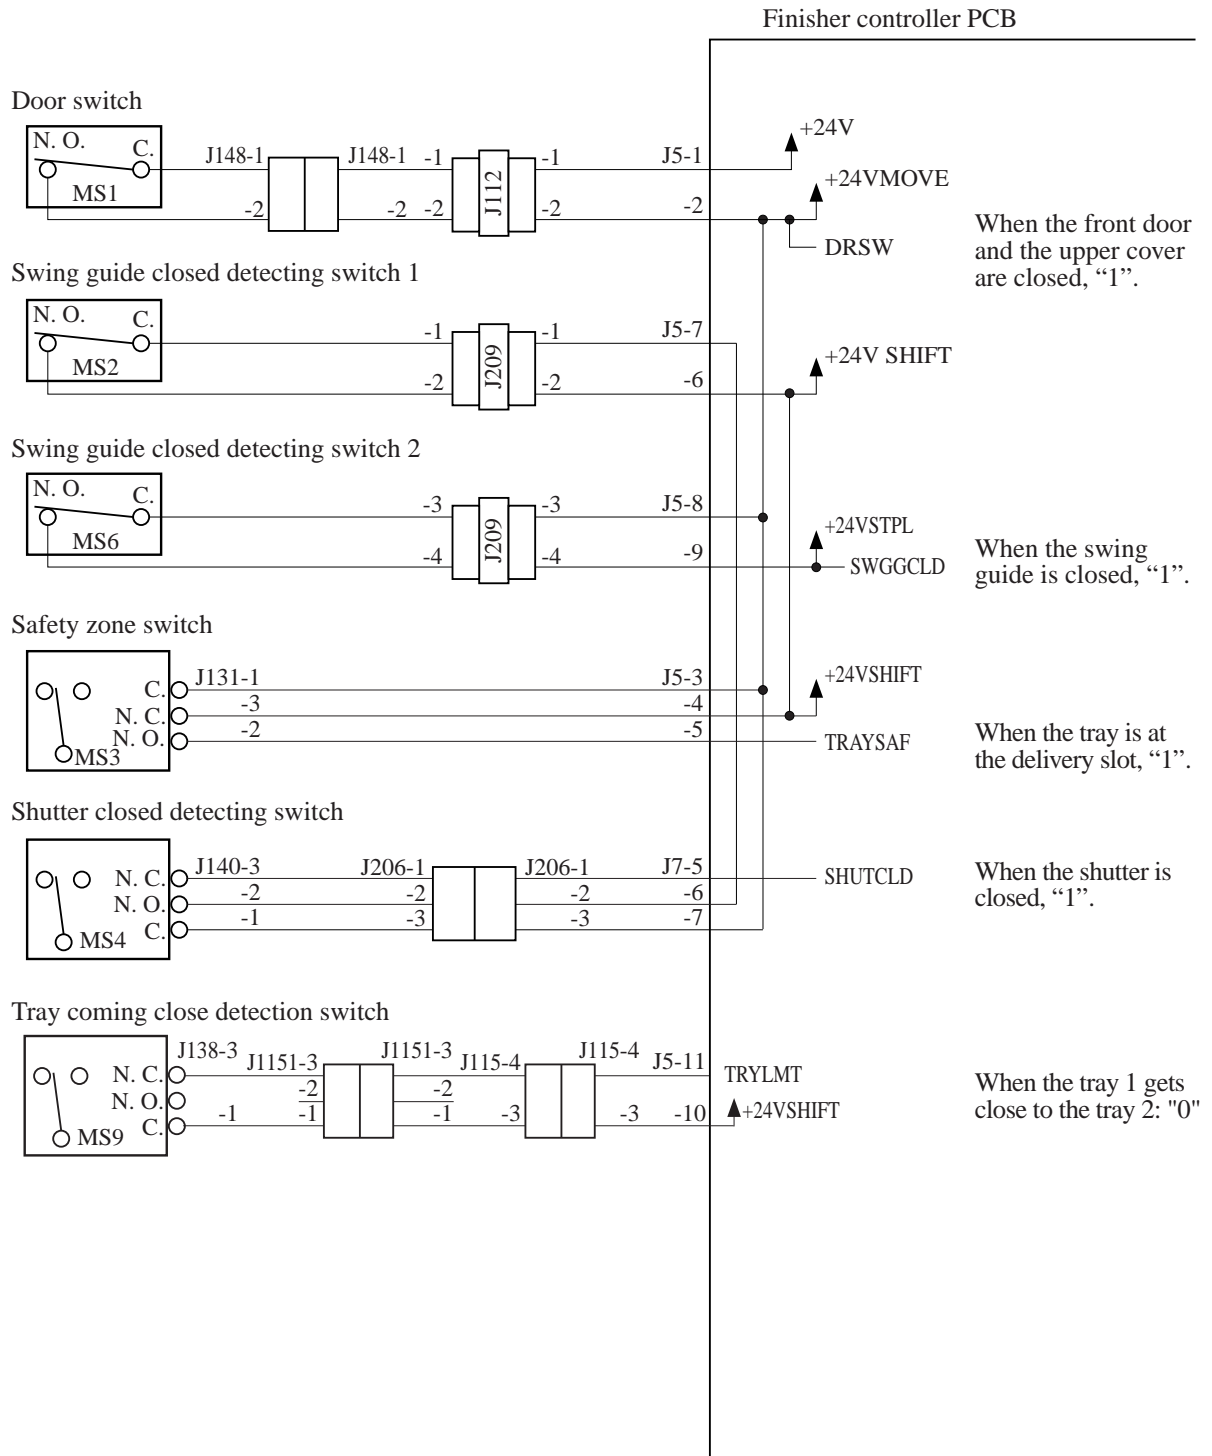 Finisher controller PCB
Door switch
N. O. C.
MS1
J148-1 J148-1 -1 J112 -1 J5-1 +24V
-2 -2 -2 -2 -2 +24VMOVE
DRSW
When the front door
and the upper cover
are closed, “1”.
Swing guide closed detecting switch 1
N. O. C.
MS2
-1 J209 -1 J5-7
-2 -2 -6 +24V SHIFT
Swing guide closed detecting switch 2
N. O. C.
MS6
-3 J209 -3 J5-8
-4 -4 -9 +24VSTPL
SWGGCLD
When the swing
guide is closed, “1”.
Safety zone switch
C. J131-1 J5-3
N. C. -3 -4 +24VSHIFT
N. O. -2 -5 TRAYSAF
MS3
When the tray is at
the delivery slot, “1”.
Shutter closed detecting switch
N. C. J140-3 J206-1 J206-1 J7-5 SHUTCLD
N. O. -2 -2 -2 -6
MS4 C. -1 -3 -3 -7
When the shutter is
closed, “1”.
Tray coming close detection switch
N. C. J138-3 J1151-3 J1151-3 J115-4 J115-4 J5-11 TRYLMT
N. O. -2 -2
MS9 C. -1 -1 -1 -3 -3 -10 +24VSHIFT
When the tray 1 gets
close to the tray 2: "0"